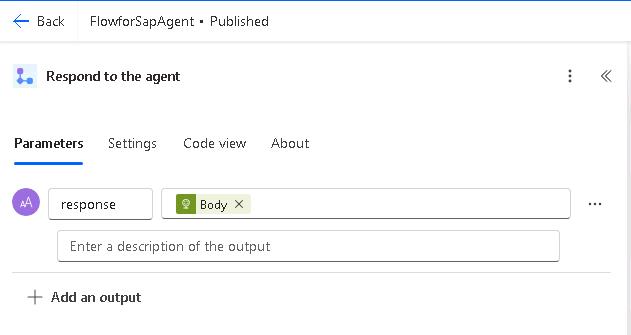 Back FlowforSapAgent • Published
Respond to the agent
Parameters Settings Code view About
AA response Body
Enter a description of the output
Add an output